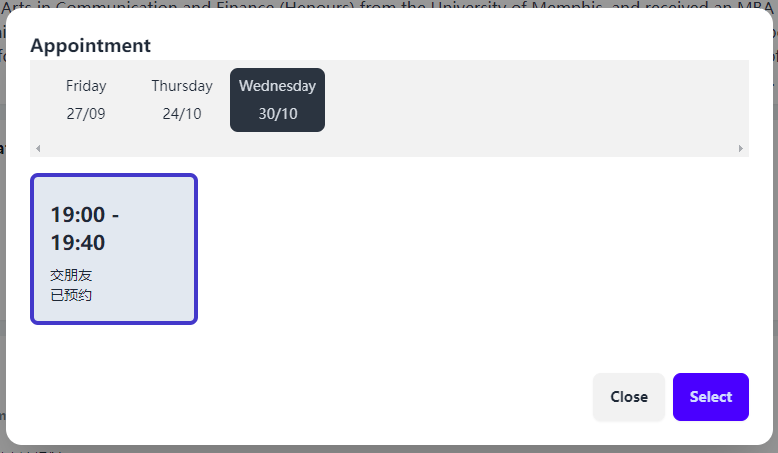 Arts in Communication and Finance (Honours) from the University of Memphis, and received an MBA
Appointment
Friday
Thursday
Wednesday
27/09
24/10
30/10
19:00 -
19:40
交朋友
已预约
Close
Select